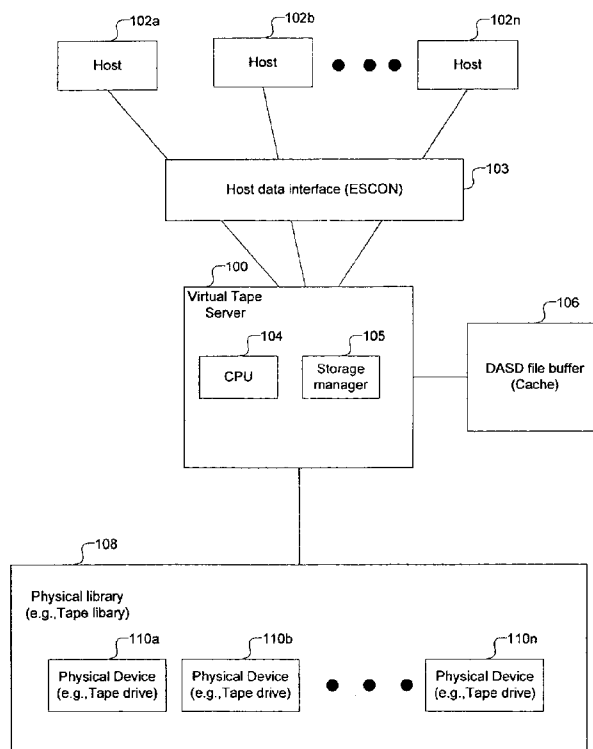 102a
102b
102n
Host
Host
Host
103
Host data interface (ESCON)
100
Virtual Tape
Server
104
105
CPU
Storage
manager
106
DASD file buffer
(Cache)
108
Physical library
(e.g.,Tape libary)
110a
110b
110n
Physical Device
(e.g.,Tape drive)
Physical Device
(e.g.,Tape drive)
Physical Device
(e.g.,Tape drive)